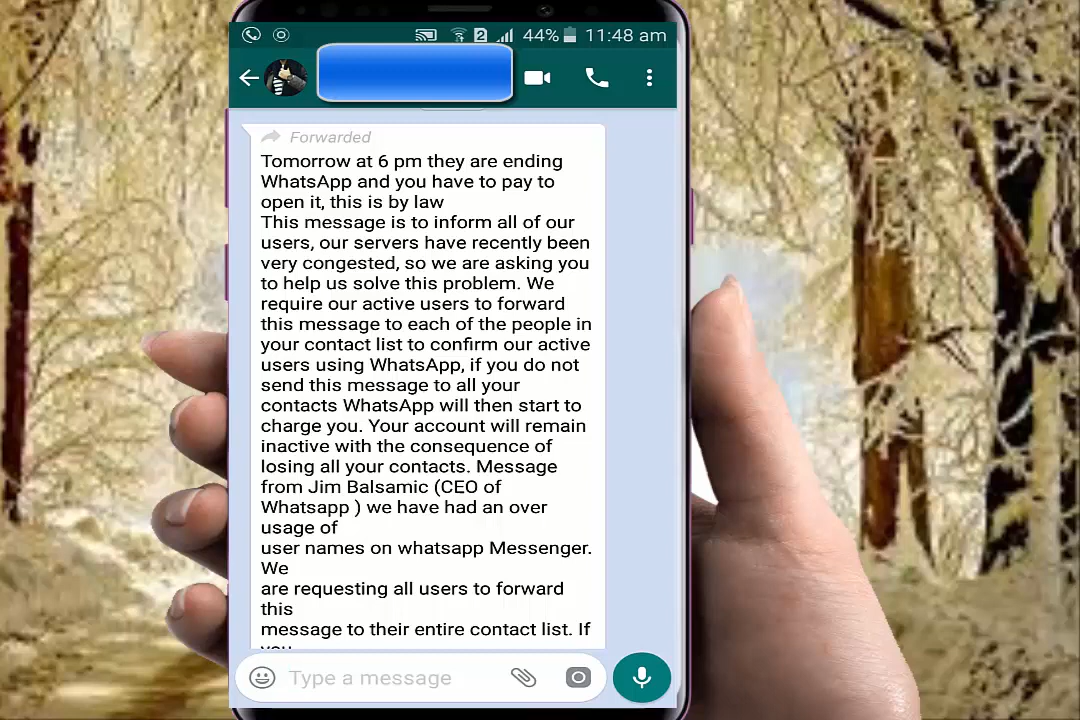 2 44% 11:48 am
Forwarded
Tomorrow at 6 pm they are ending
WhatsApp and you have to pay to
open it, this is by law
This message is to inform all of our
users, our servers have recently been
very congested, so we are asking you
to help us solve this problem. We
require our active users to forward
this message to each of the people in
your contact list to confirm our active
users using WhatsApp, if you do not
send this message to all your
contacts WhatsApp will then start to
charge you. Your account will remain
inactive with the consequence of
losing all your contacts. Message
from Jim Balsamic (CEO of
Whatsapp ) we have had an over
usage of
user names on whatsapp Messenger.
We
are requesting all users to forward
this
message to their entire contact list. If
you
Type a message